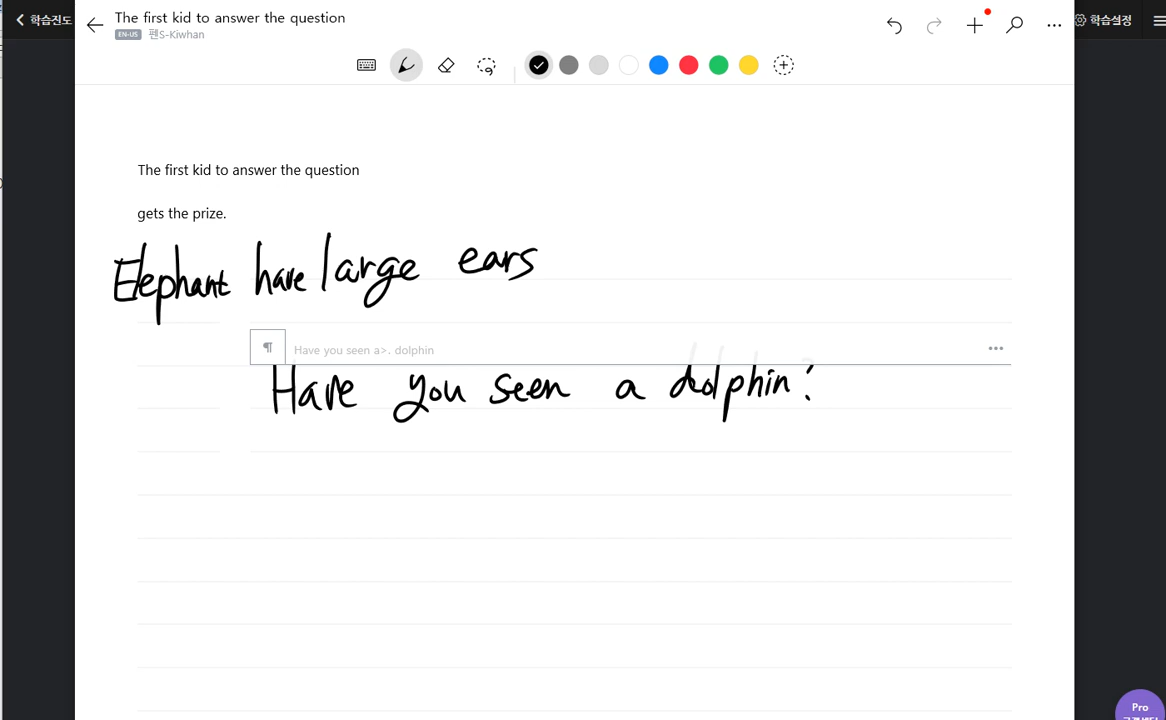 학습진도
The first kid to answer the question
EN-US 펜S-Kiwhan
학습설정
The first kid to answer the question
gets the prize.
Elephant have large ears
Have you seen a>. dolphin
Have you seen a dolphin?
Pro